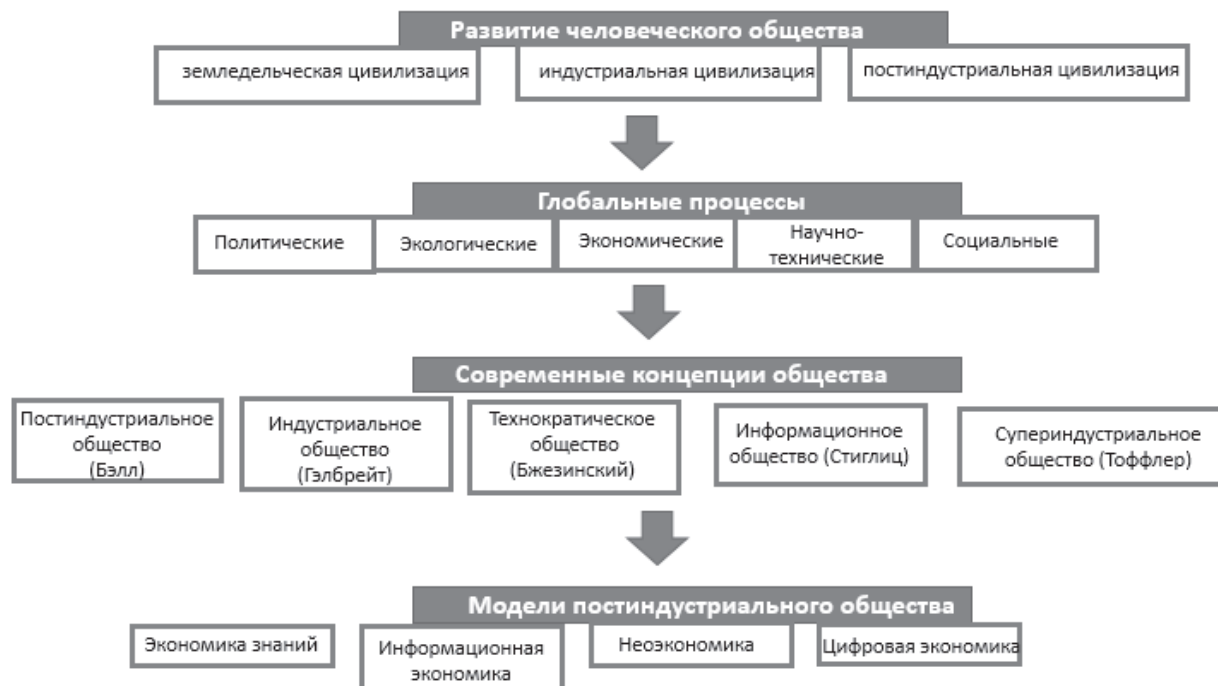 Развитие человеческого общества
земледельческая цивилизация
индустриальная цивилизация
постиндустриальная цивилизация
Глобальные процессы
Политические
Экологические
Экономические
Научно-
технические
Социальные
Современные концепции общества
Постиндустриальное
общество
(Бэлл)
Индустриальное
общество
(Гэлбрейт)
Технократическое
общество
(Бжезинский)
Информационное
общество (Стиглиц)
Супериндустриальное
общество (Тоффлер)
Модели постиндустриального общества
Экономика знаний
Информационная
экономика
Неоэкономика
Цифровая экономика